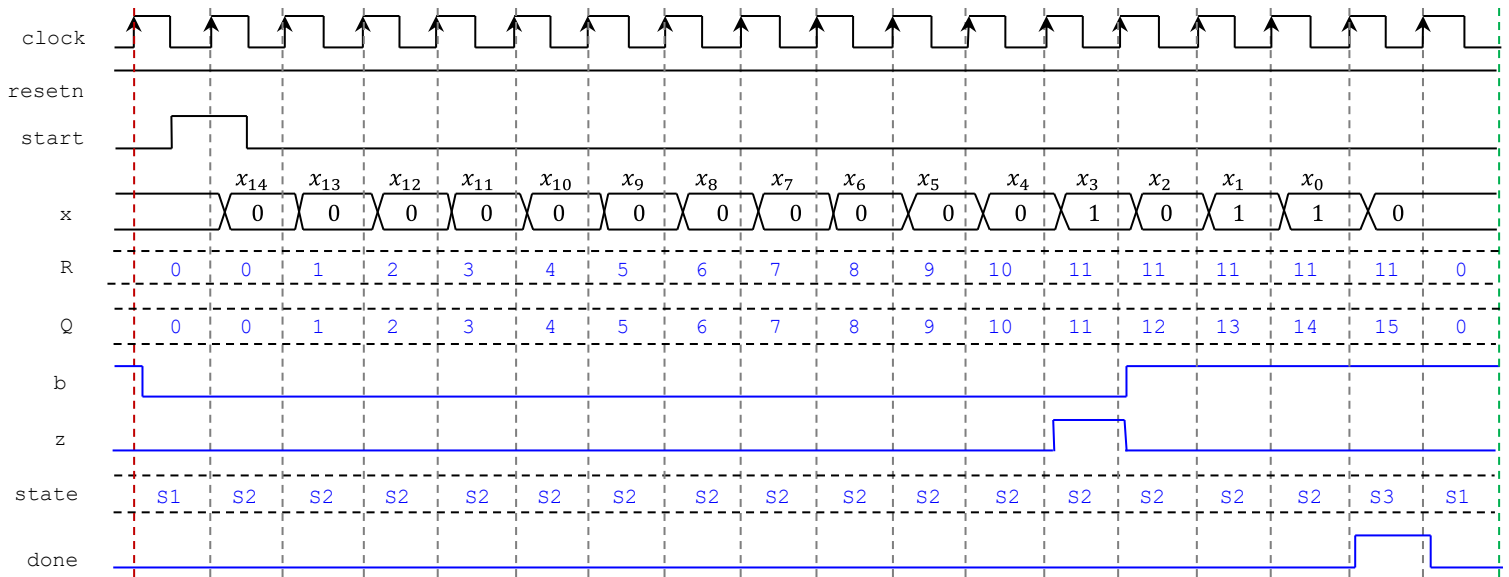 clock
resetn
start
x₁₄ x₁₃ x₁₂ x₁₁ x₁₀ x₉ x₈ x₇ x₆ x₅ x₄ x₃ x₂ x₁ x₀
x 0 0 0 0 0 0 0 0 0 0 0 1 0 1 1 0
R 0 0 1 2 3 4 5 6 7 8 9 10 11 11 11 11 11 0
Q 0 0 1 2 3 4 5 6 7 8 9 10 11 12 13 14 15 0
b
z
state S1 S2 S2 S2 S2 S2 S2 S2 S2 S2 S2 S2 S2 S2 S2 S2 S3 S1
done